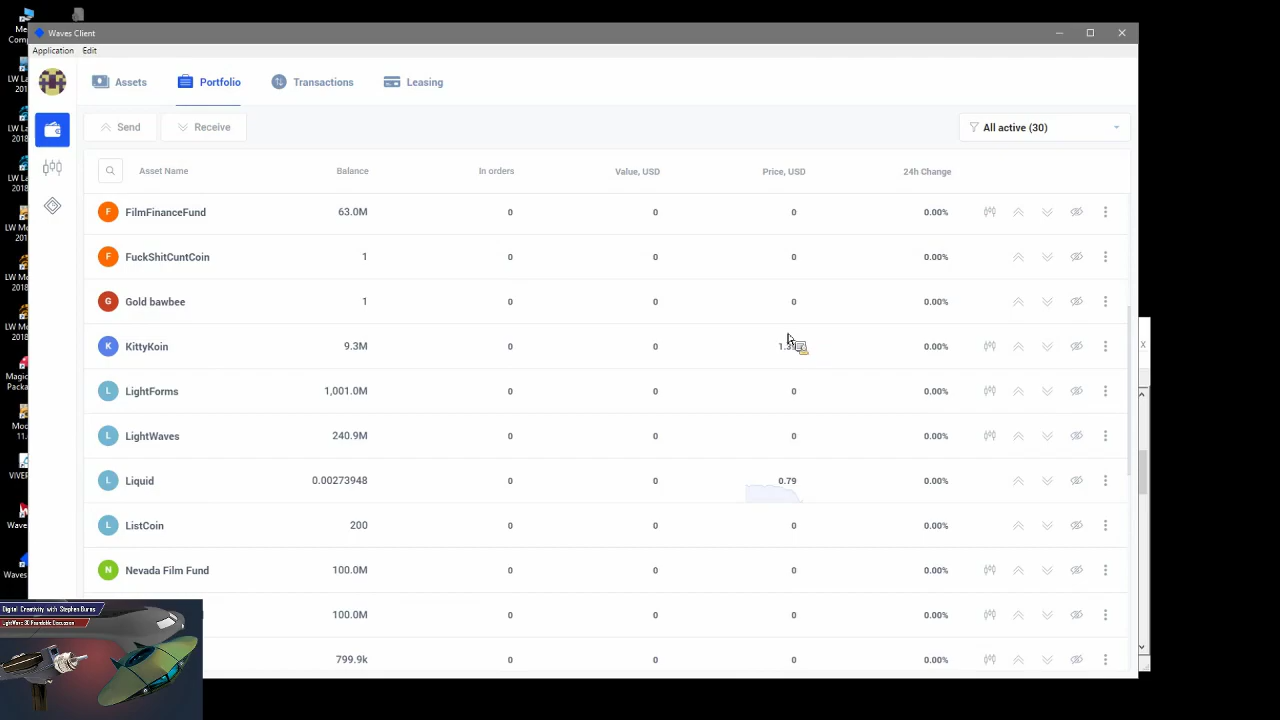 Waves Client
Application Edit
Assets Portfolio Transactions Leasing
Send Receive All active (30)
Asset Name Balance In orders Value, USD Price, USD 24h Change
F FilmFinanceFund 63.0M 0 0 0 0.00%
F FuckShitCuntCoin 1 0 0 0 0.00%
G Gold bawbee 1 0 0 0 0.00%
K KittyKoin 9.3M 0 0 0.00%
L LightForms 1,001.0M 0 0 0 0.00%
L LightWaves 240.9M 0 0 0 0.00%
L Liquid 0.00273948 0 0 0.79 0.00%
L ListCoin 200 0 0 0 0.00%
N Nevada Film Fund 100.0M 0 0 0 0.00%
100.0M 0 0 0 0.00%
799.9k 0 0 0 0.00%
Digital Creativity with Stephen Burns